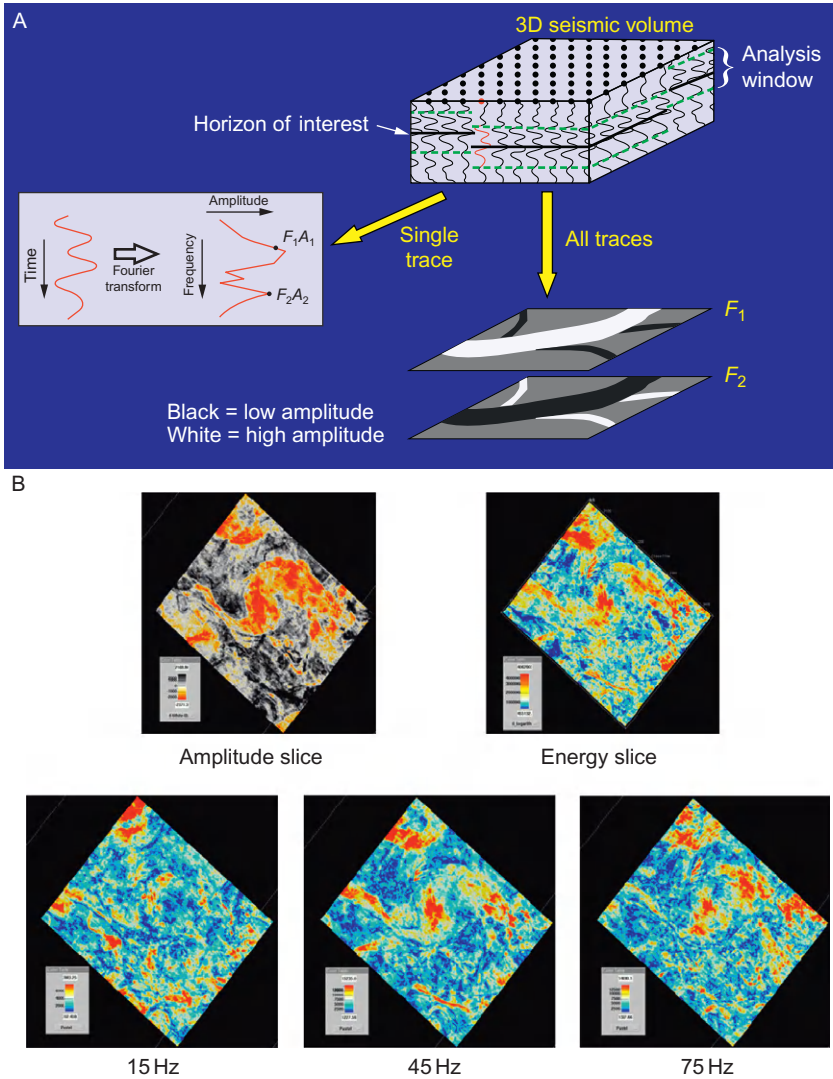 A
3D seismic volume
Analysis
window
Horizon of interest
Amplitude
Time
Fourier
transform
Frequency
F1A1
F2A2
Single
trace
All traces
F1
F2
Black = low amplitude
White = high amplitude
B
Amplitude slice
Energy slice
15 Hz
45 Hz
75 Hz